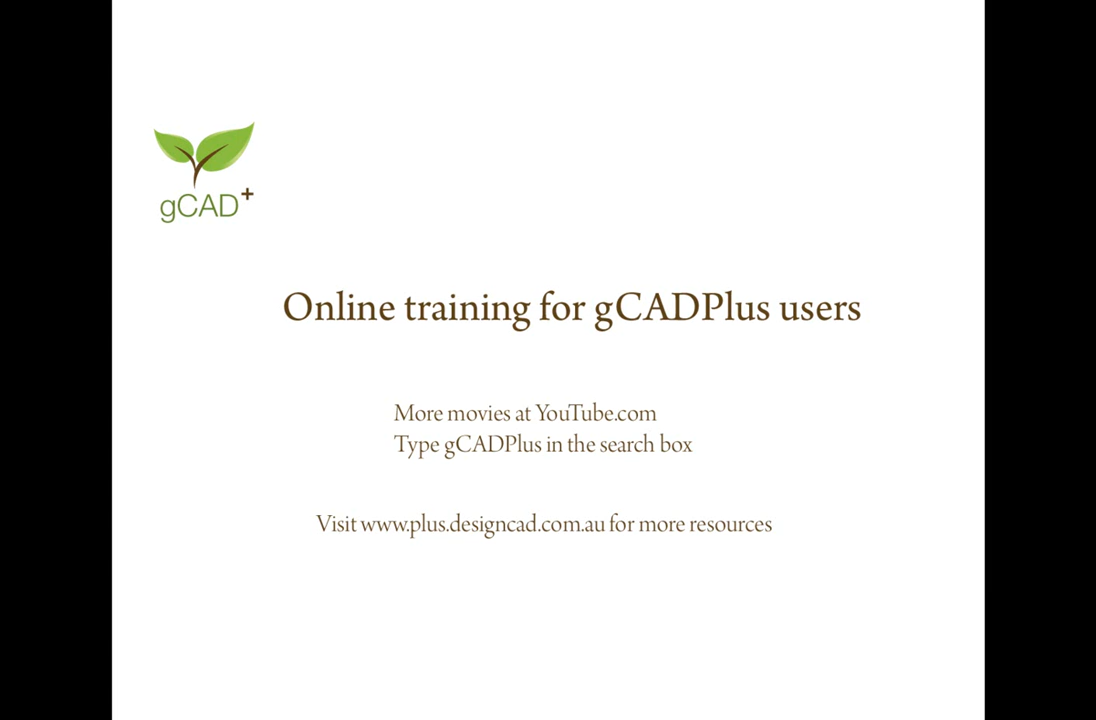 gCAD+
Online training for gCADPlus users
More movies at YouTube.com
Type gCADPlus in the search box
Visit www.plus.designcad.com.au for more resources